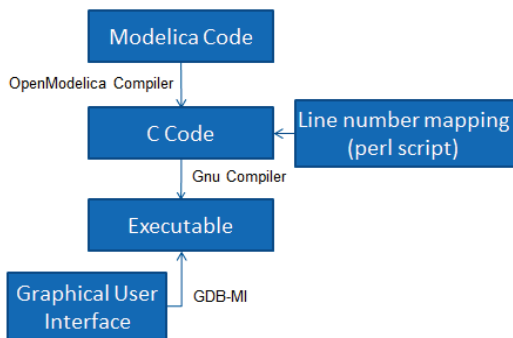 Modelica Code
OpenModelica Compiler
C Code
Line number mapping
(perl script)
Gnu Compiler
Executable
Graphical User
Interface
GDB-MI